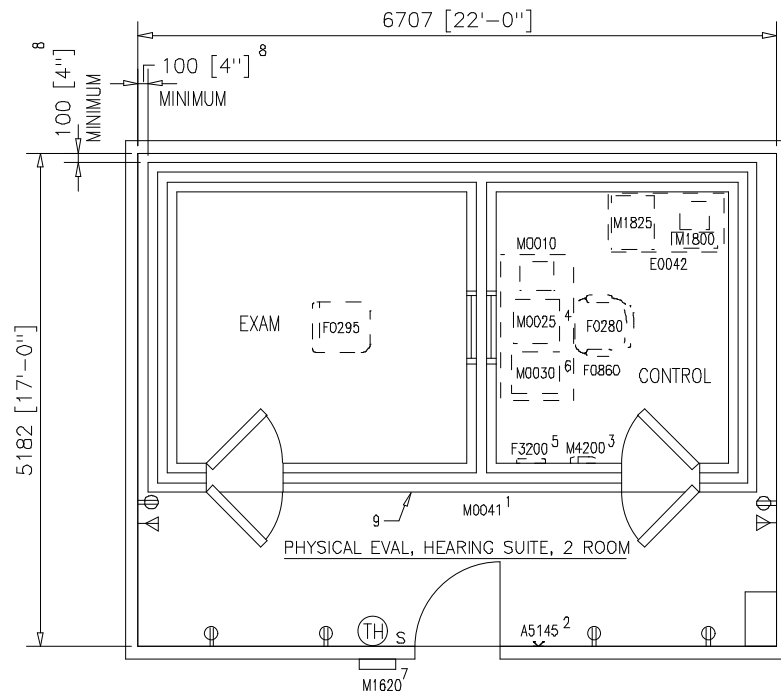 6707 [22'-0"]
8
100 [4"]
MINIMUM
8
100 [4"]
MINIMUM
5182 [17'-0"]
M1825
M1800
E0042
M0010
EXAM
F0295
M0025 4
F0280
M0030 6
F0860
CONTROL
F3200 5
M4200 3
9
M0041 1
PHYSICAL EVAL, HEARING SUITE, 2 ROOM
TH
S
A5145 2
M1620 7